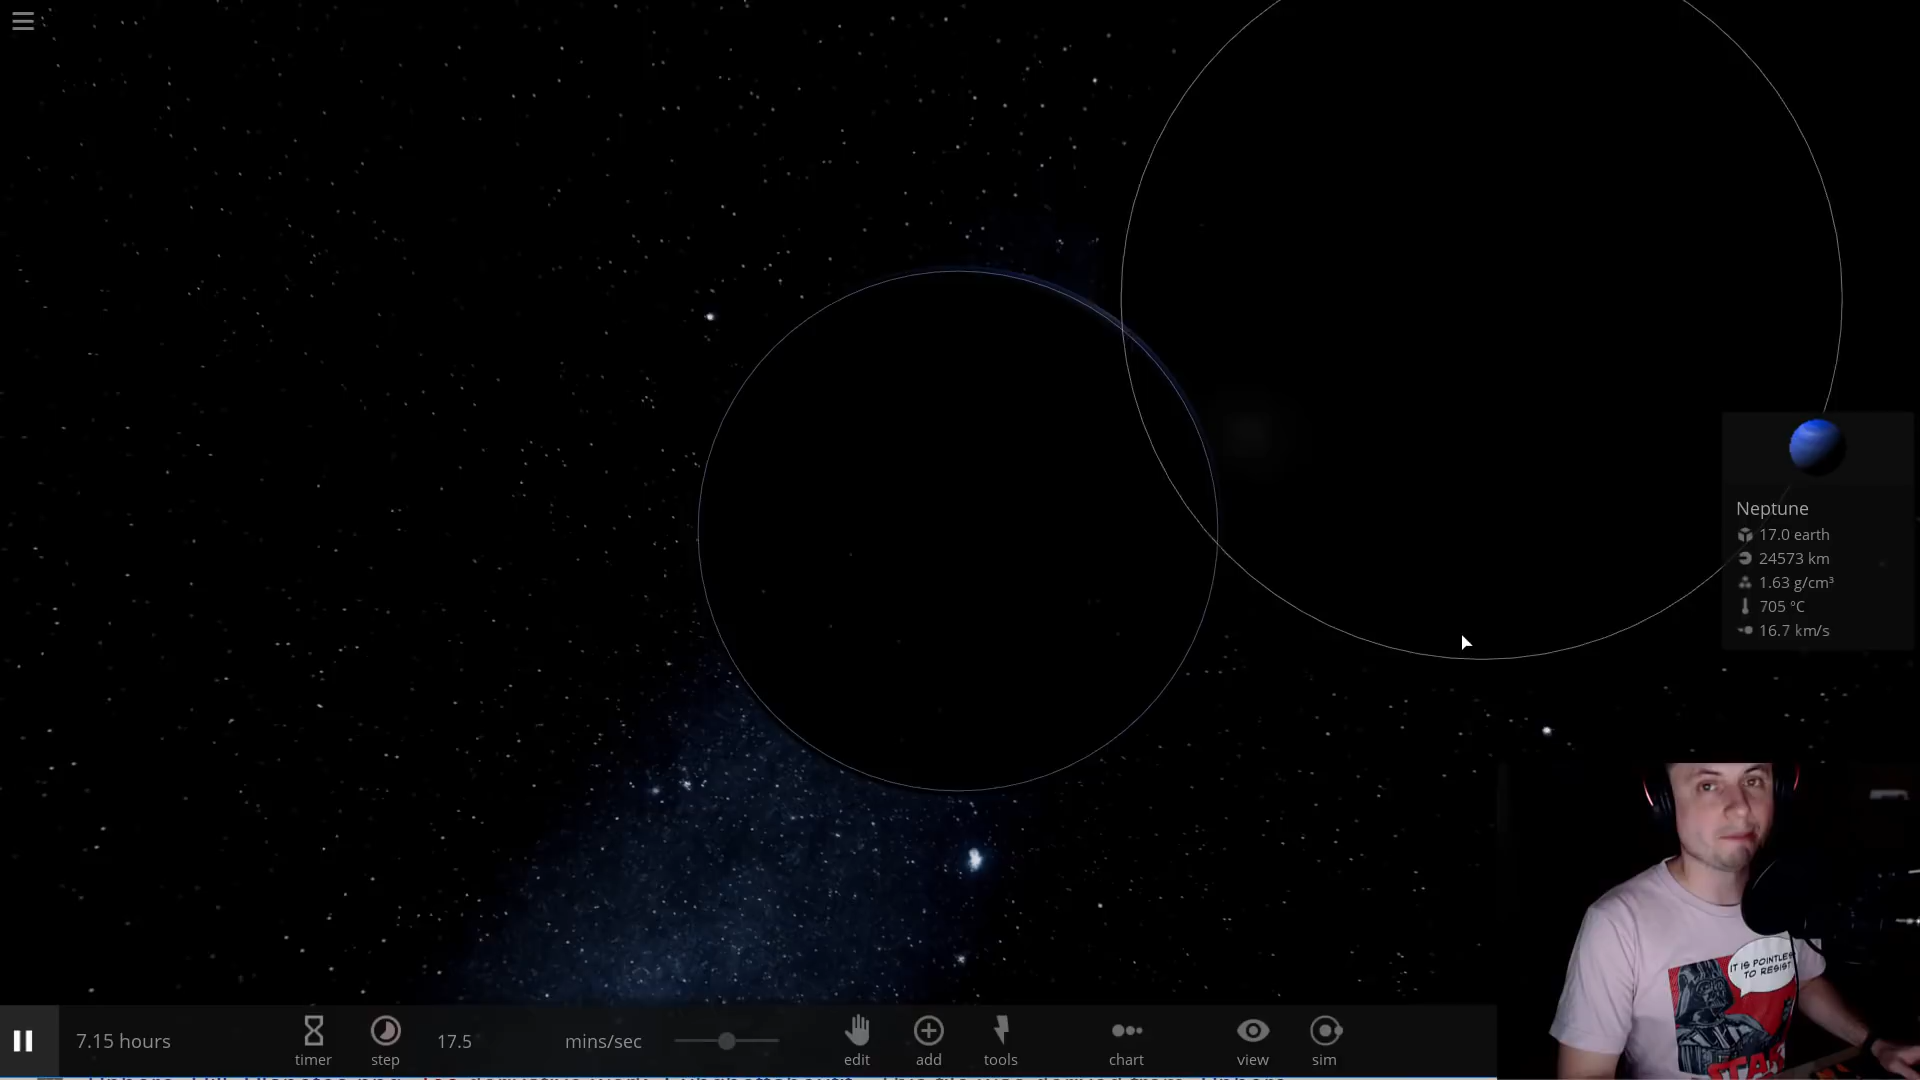 Neptune
17.0 earth
24573 km
1.63 g/cm³
705 °C
16.7 km/s
IT IS POINTLESS
TO RESIST
7.15 hours
timer
step
17.5
mins/sec
edit
add
tools
chart
view
sim